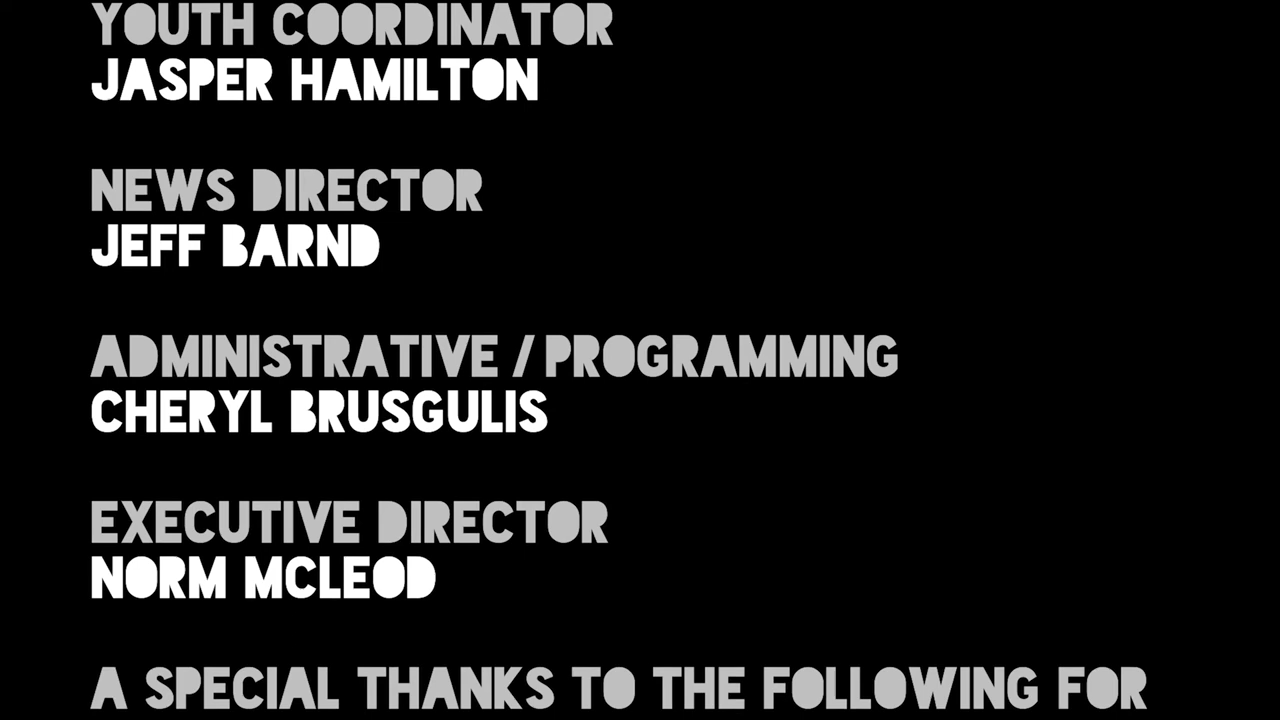 YOUTH COORDINATOR
JASPER HAMILTON
NEWS DIRECTOR
JEFF BARND
ADMINISTRATIVE / PROGRAMMING
CHERYL BRUSGULIS
EXECUTIVE DIRECTOR
NORM MCLEOD
A SPECIAL THANKS TO THE FOLLOWING FOR